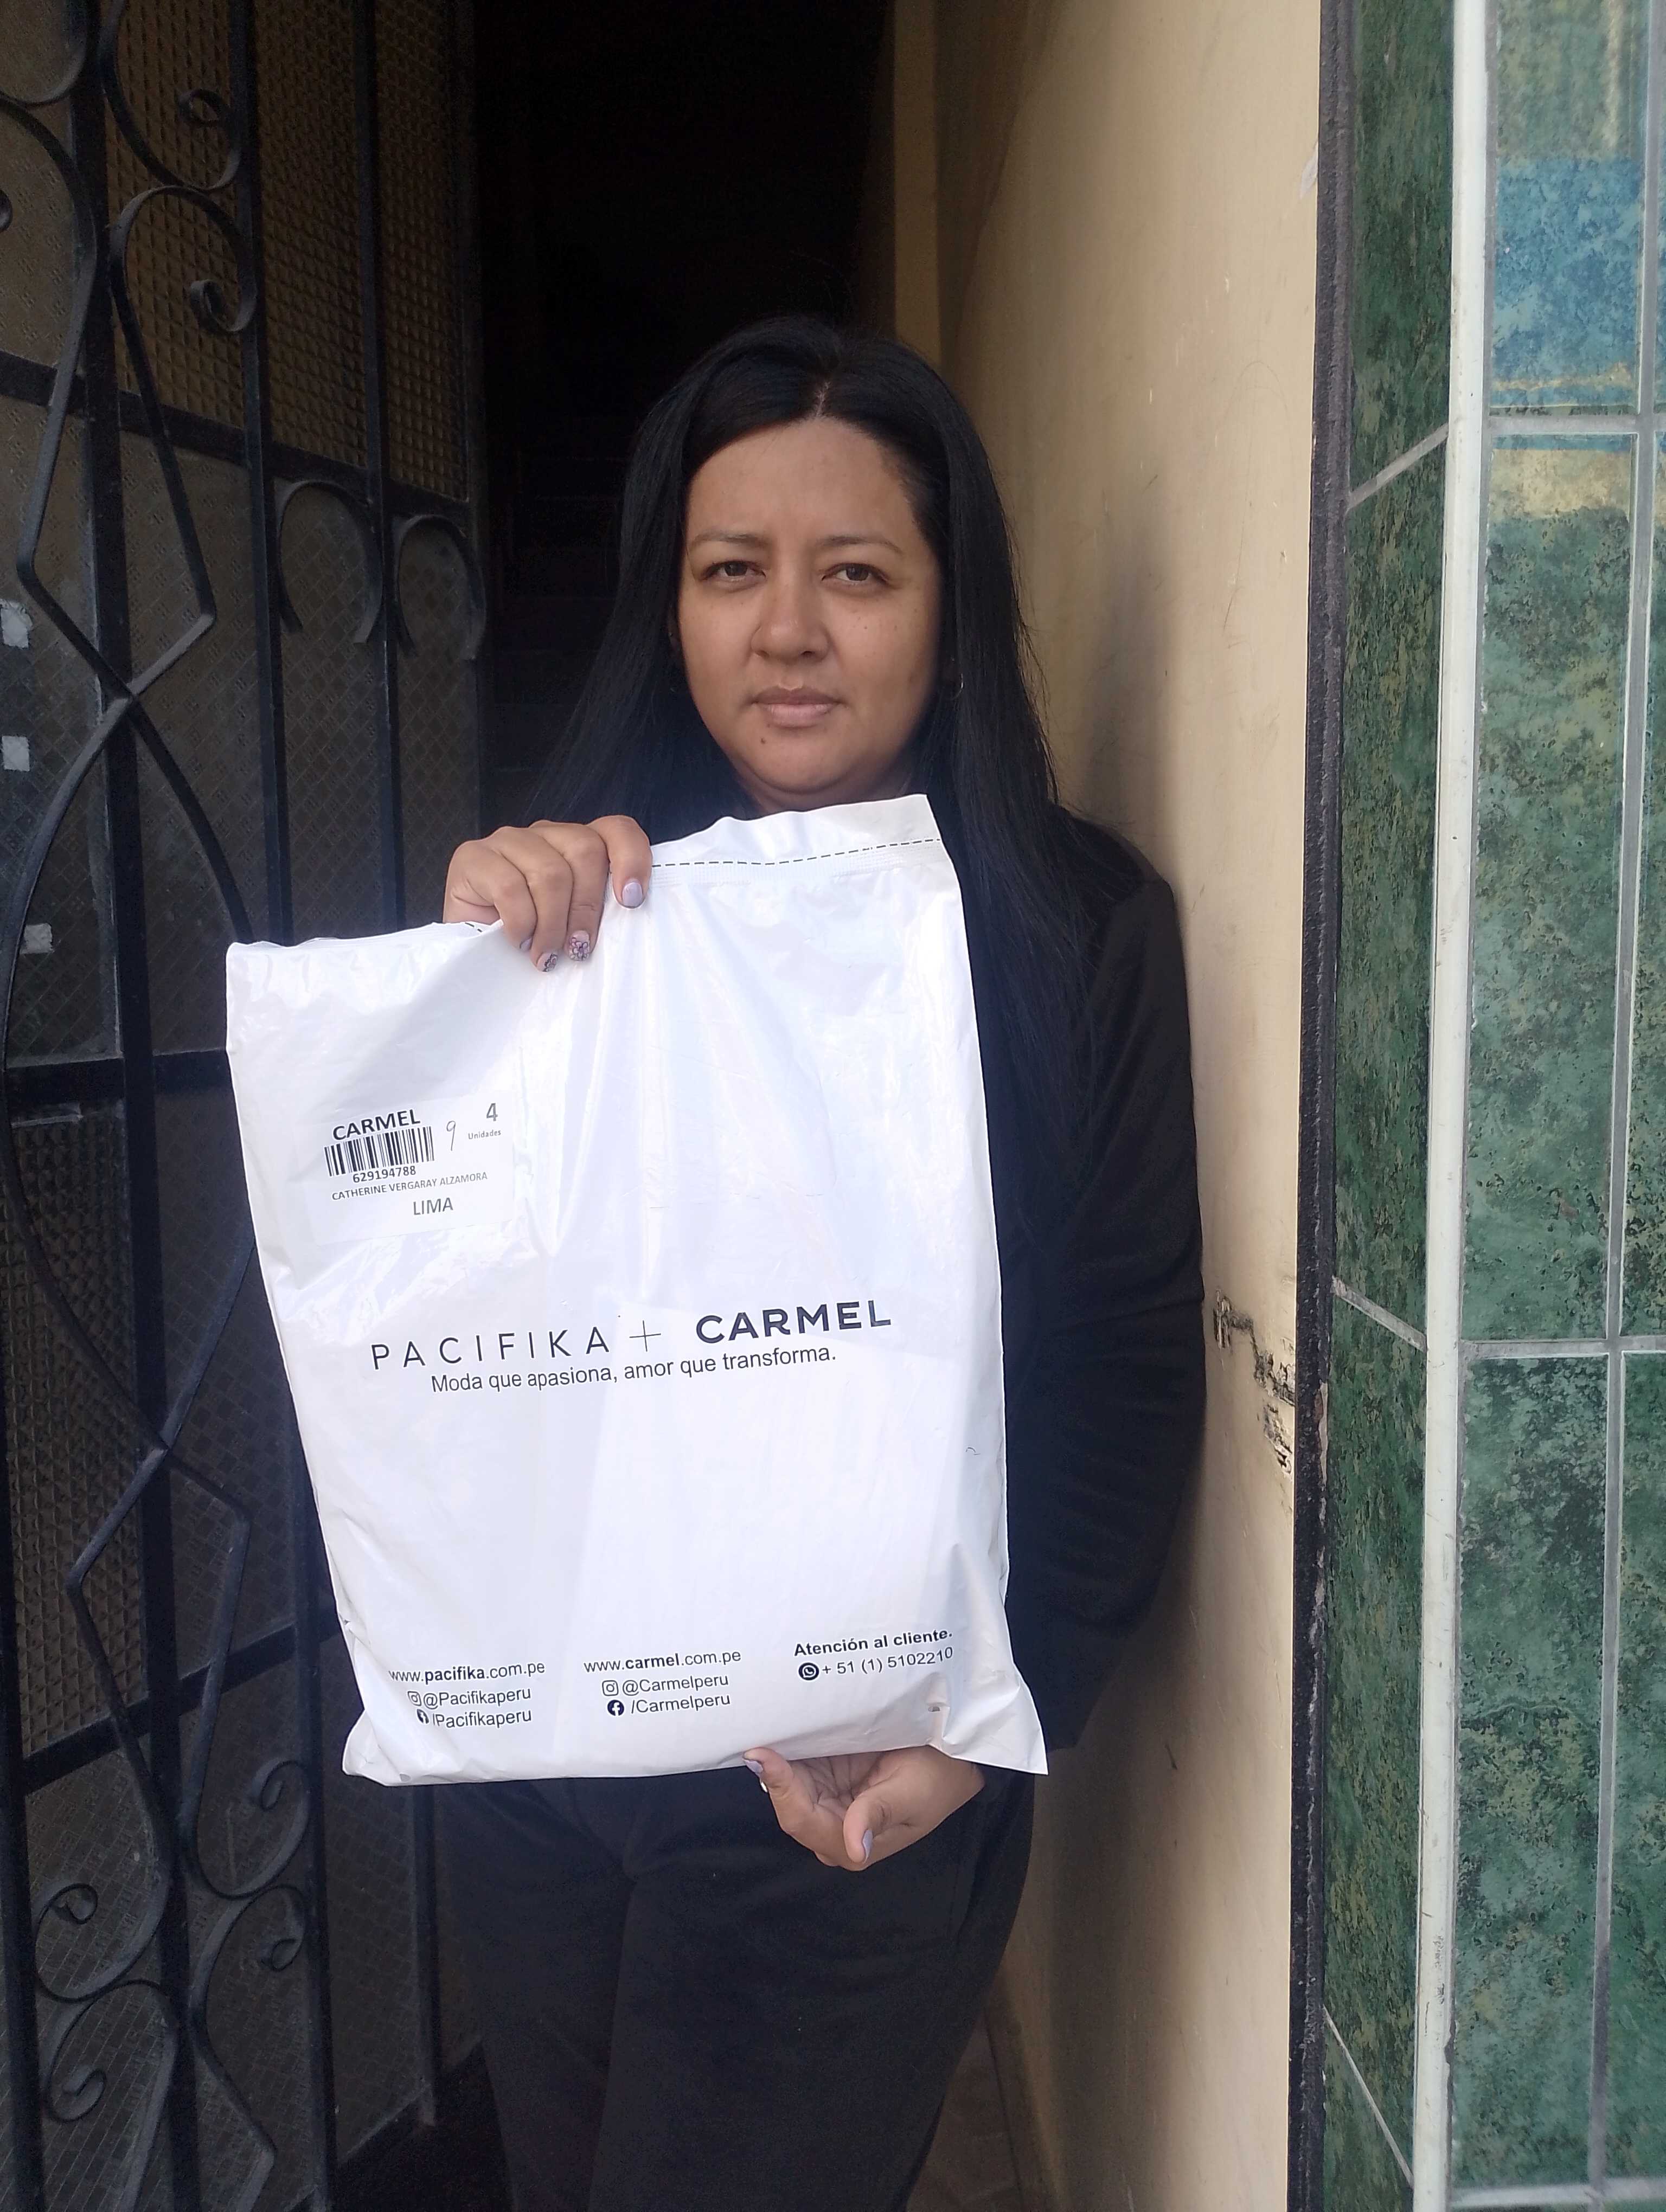 CARMEL
9
4
Unidades
629194788
CATHERINE VERGARAY ALZAMORA
LIMA
PACIFIKA + CARMEL
Moda que apasiona, amor que transforma.
www.pacifika.com.pe
@Pacifikaperu
/Pacifikaperu
www.carmel.com.pe
@Carmelperu
/Carmelperu
Atención al cliente.
+ 51 (1) 5102210